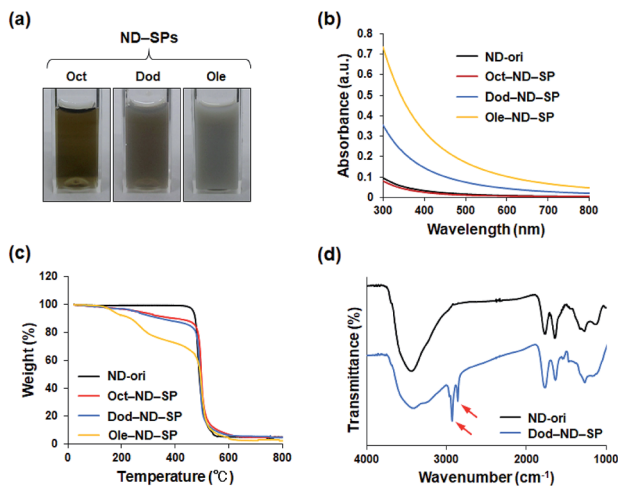 (a)
ND–SPs
Oct Dod Ole
(b)
Absorbance (a.u.)
0.8
0.7
0.6
0.5
0.4
0.3
0.2
0.1
0
300 400 500 600 700 800
Wavelength (nm)
ND-ori
Oct–ND–SP
Dod–ND–SP
Ole–ND–SP
(c)
Weight (%)
120
100
80
60
40
20
0
0 200 400 600 800
Temperature (℃)
ND-ori
Oct–ND–SP
Dod–ND–SP
Ole–ND–SP
(d)
Transmittance (%)
4000 3000 2000 1000
Wavenumber (cm⁻¹)
ND-ori
Dod–ND–SP